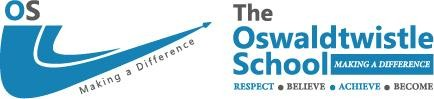 OS
Making a Difference
The
Oswaldtwistle
School MAKING A DIFFERENCE
RESPECT • BELIEVE • ACHIEVE • BECOME